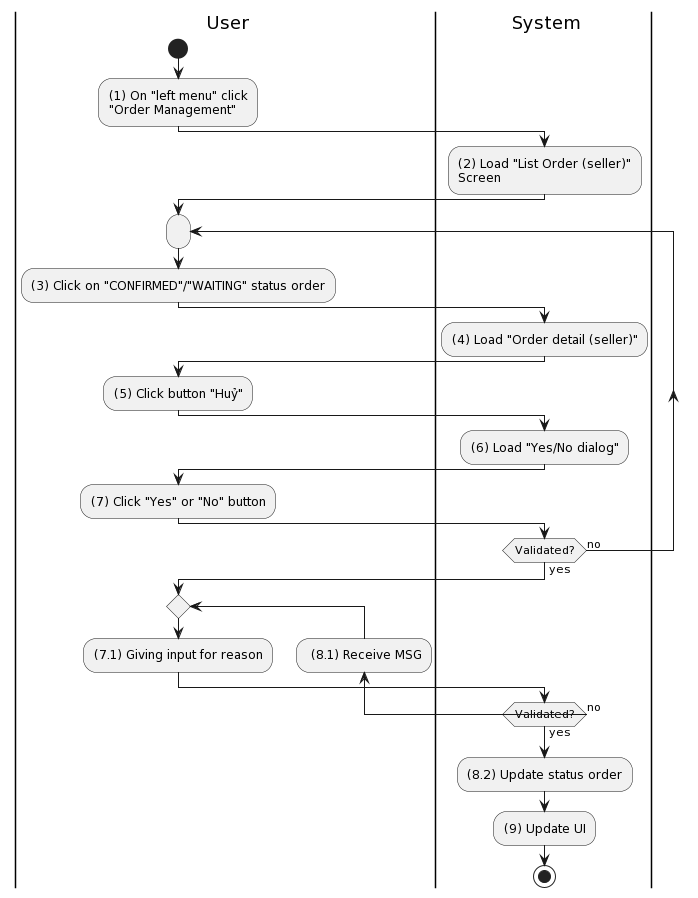 User
System
(1) On "left menu" click
"Order Management"
(2) Load "List Order (seller)"
Screen
(3) Click on "CONFIRMED"/"WAITING" status order
(4) Load "Order detail (seller)"
(5) Click button "Huỷ"
(6) Load "Yes/No dialog"
(7) Click "Yes" or "No" button
Validated?
no
yes
(7.1) Giving input for reason
(8.1) Receive MSG
Validated?
no
yes
(8.2) Update status order
(9) Update UI